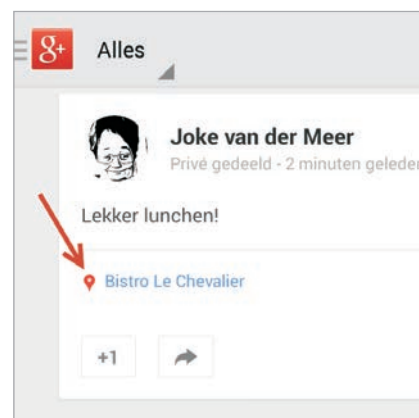 8+ Alles
Joke van der Meer
Privé gedeeld - 2 minuten geleden
Lekker lunchen!
Bistro Le Chevalier
+1